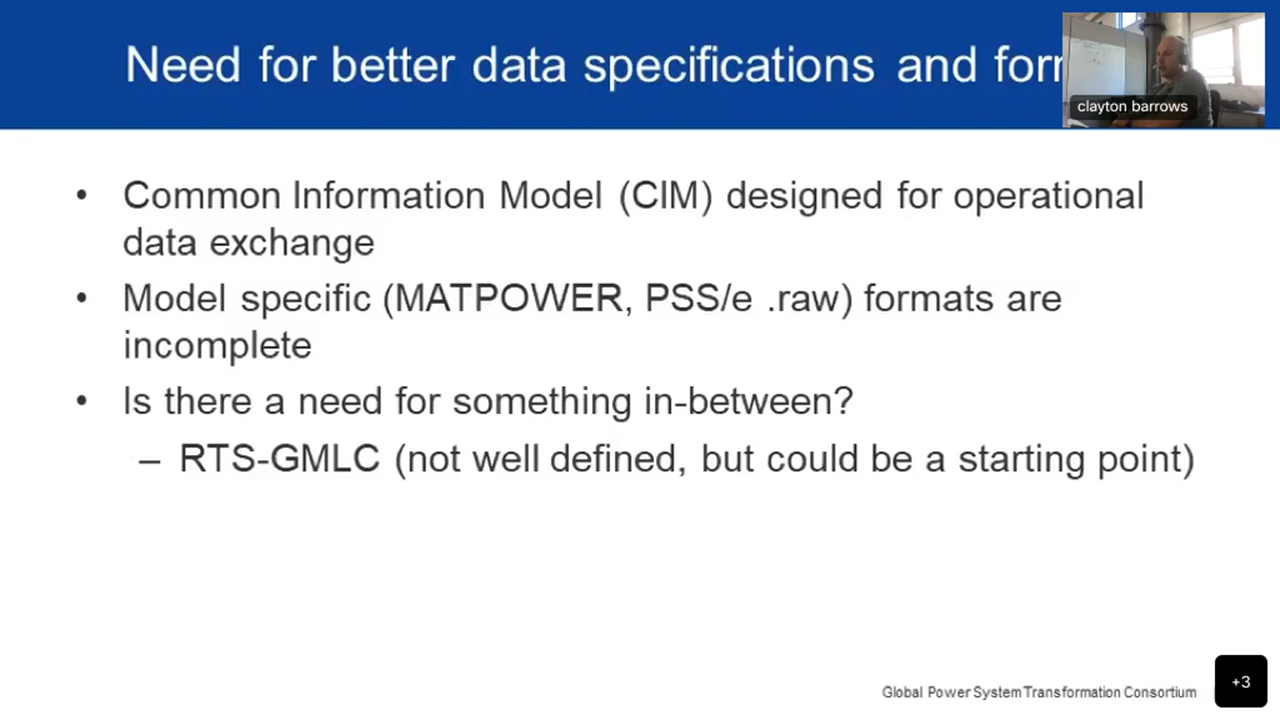 Need for better data specifications and for
clayton barrows
• Common Information Model (CIM) designed for operational
data exchange
• Model specific (MATPOWER, PSS/e .raw) formats are
incomplete
• Is there a need for something in-between?
– RTS-GMLC (not well defined, but could be a starting point)
Global Power System Transformation Consortium
+3